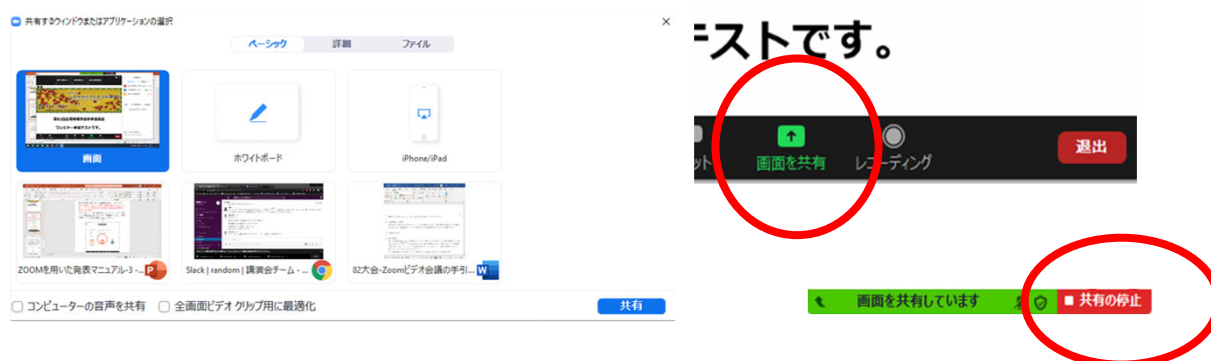 共有するウィンドウまたはアプリケーションの選択
ベーシック 詳細 ファイル
画面
ホワイトボード
iPhone/iPad
ZOOMを用いた発表マニュアル-3 -...
Slack | random | 講演会チーム - ...
82大会-Zoomビデオ会議の手引...
コンピューターの音声を共有
全画面ビデオ クリップ用に最適化
共有
テストです。
ット
画面を共有
レコーディング
退出
画面を共有しています
共有の停止